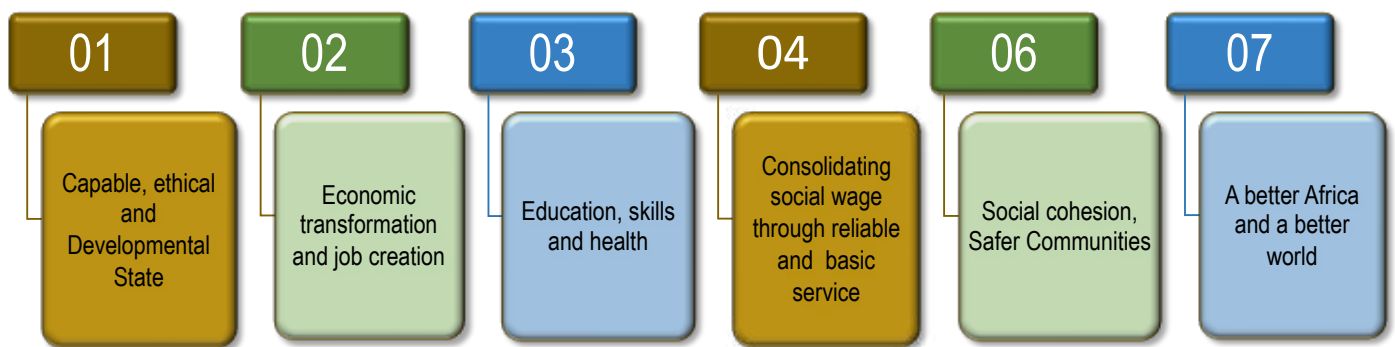 01
Capable, ethical
and
Developmental
State
02
Economic
transformation
and job creation
03
Education, skills
and health
04
Consolidating
social wage
through reliable
and basic
service
06
Social cohesion,
Safer Communities
07
A better Africa
and a better
world